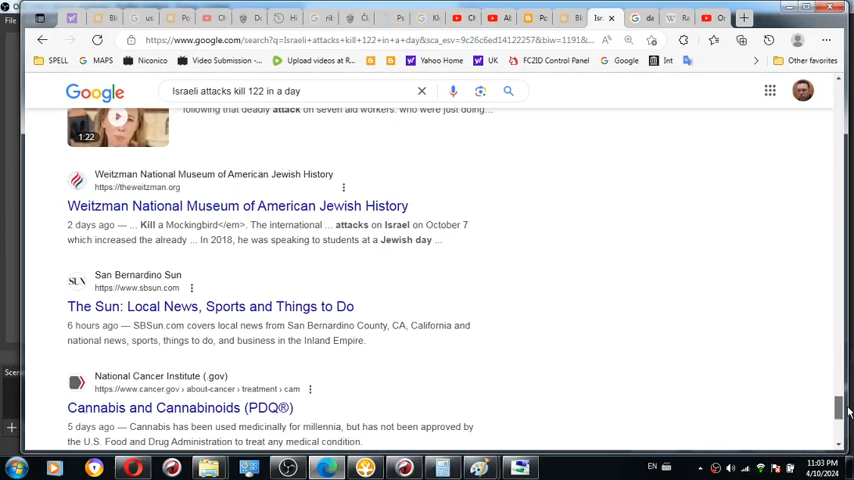 https://www.google.com/search?q=Israeli+attacks+kill+122+in+a+day&sca_esv=9c26c6ed14122257&biw=1191&...
SPELL
MAPS
Niconico
Video Submission -...
Upload videos at R...
Yahoo Home
UK
FC2ID Control Panel
Google
Int
Other favorites
Google
Israeli attacks kill 122 in a day
following that deadly attack on seven aid workers. who were just doing...
1:22
Weitzman National Museum of American Jewish History
https://theweitzman.org
Weitzman National Museum of American Jewish History
2 days ago — ... Kill a Mockingbird</em>. The international ... attacks on Israel on October 7
which increased the already ... In 2018, he was speaking to students at a Jewish day ...
SUN
San Bernardino Sun
https://www.sbsun.com
The Sun: Local News, Sports and Things to Do
6 hours ago — SBSun.com covers local news from San Bernardino County, CA, California and
national news, sports, things to do, and business in the Inland Empire.
National Cancer Institute (.gov)
https://www.cancer.gov › about-cancer › treatment › cam
Cannabis and Cannabinoids (PDQ®)
5 days ago — Cannabis has been used medicinally for millennia, but has not been approved by
the U.S. Food and Drug Administration to treat any medical condition.
EN
11:03 PM
4/10/2024